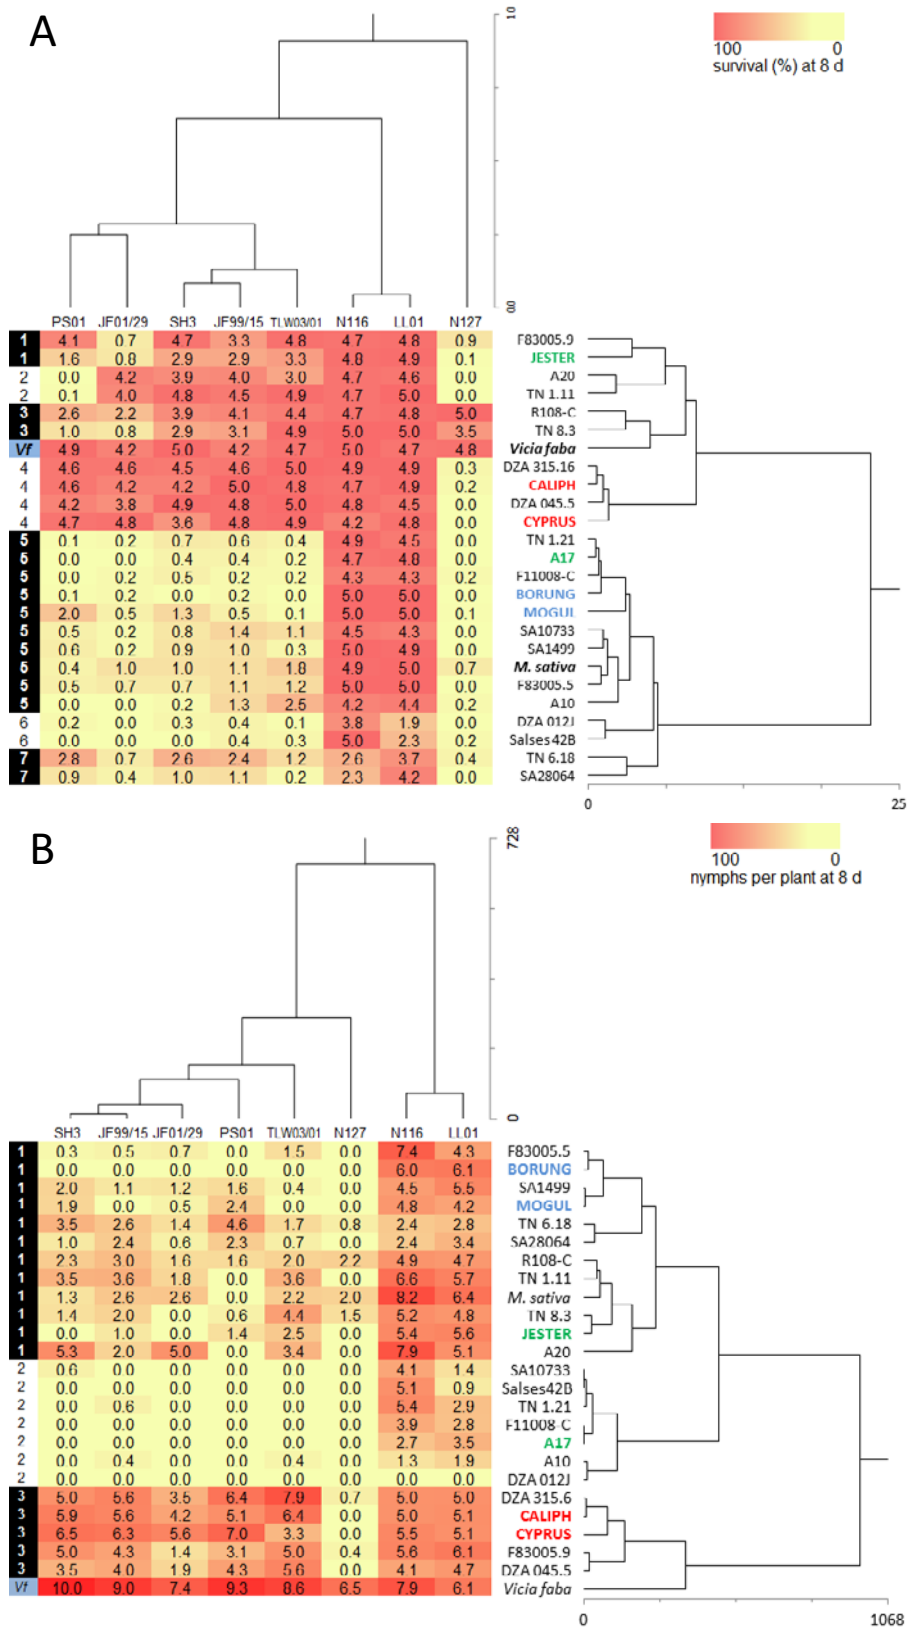 A
1.0
0.0
100 0
survival (%) at 8 d
PS01 JF01/29 SH3 JF99/15 TLW03/01 N116 LL01 N127
1 4.1 0.7 4.7 3.3 4.8 4.7 4.8 0.9 F83005.9
1 1.6 0.8 2.9 2.9 3.3 4.8 4.9 0.1 JESTER
2 0.0 4.2 3.9 4.0 3.0 4.7 4.6 0.0 A20
2 0.1 4.0 4.8 4.5 4.9 4.7 5.0 0.0 TN 1.11
3 2.6 2.2 3.9 4.1 4.4 4.7 4.8 5.0 R108-C
3 1.0 0.8 2.9 3.1 4.9 5.0 5.0 3.5 TN 8.3
Vf 4.9 4.2 5.0 4.2 4.7 5.0 4.7 4.8 Vicia faba
4 4.6 4.6 4.5 4.6 5.0 4.9 4.9 0.3 DZA 315.16
4 4.6 4.2 4.2 5.0 4.8 4.7 4.9 0.2 CALIPH
4 4.2 3.8 4.9 4.8 5.0 4.8 4.5 0.0 DZA 045.5
4 4.7 4.8 3.6 4.8 4.9 4.2 4.8 0.0 CYPRUS
5 0.1 0.2 0.7 0.6 0.4 4.9 4.5 0.0 TN 1.21
5 0.0 0.0 0.4 0.4 0.2 4.7 4.8 0.0 A17
5 0.0 0.2 0.5 0.2 0.2 4.3 4.3 0.2 F11008-C
5 0.1 0.2 0.0 0.0 0.0 5.0 5.0 0.0 BORUNG
5 2.0 0.5 1.3 0.5 0.1 5.0 5.0 0.1 MOGUL
5 0.5 0.2 0.8 1.4 1.1 4.5 4.3 0.0 SA10733
5 0.6 0.2 0.9 1.0 0.3 5.0 4.9 0.0 SA1499
5 0.4 1.0 1.0 1.1 1.8 4.9 5.0 0.7 M. sativa
5 0.5 0.7 0.7 1.1 1.2 5.0 5.0 0.0 F83005.5
5 0.0 0.0 0.2 1.3 2.5 4.2 4.4 0.2 A10
6 0.2 0.0 0.3 0.4 0.1 3.8 1.9 0.0 DZA 012J
6 0.0 0.0 0.0 0.4 0.3 5.0 2.3 0.2 Salses42B
7 2.8 0.7 2.6 2.4 1.2 2.6 3.7 0.4 TN 6.18
7 0.9 0.4 1.0 1.1 0.2 2.3 4.2 0.0 SA28064
0 25
B
728
0
100 0
nymphs per plant at 8 d
SH3 JF99/15 JF01/29 PS01 TLW03/01 N127 N116 LL01
1 0.3 0.5 0.7 0.0 1.5 0.0 7.4 4.3 F83005.5
1 0.0 0.0 0.0 0.0 0.0 0.0 6.0 6.1 BORUNG
1 2.0 1.1 1.2 1.6 0.4 0.0 4.5 5.5 SA1499
1 1.9 0.0 0.5 2.4 0.0 0.0 4.8 4.2 MOGUL
1 3.5 2.6 1.4 4.6 1.7 0.8 2.4 2.8 TN 6.18
1 1.0 2.4 0.6 2.3 0.7 0.0 2.4 3.4 SA28064
1 2.3 3.0 1.6 1.6 2.0 2.2 4.9 4.7 R108-C
1 3.5 3.6 1.8 0.0 3.6 0.0 6.6 5.7 TN 1.11
1 1.3 2.6 2.6 0.0 2.2 2.0 8.2 6.4 M. sativa
1 1.4 2.0 0.0 0.6 4.4 1.5 5.2 4.8 TN 8.3
1 0.0 1.0 0.0 1.4 2.5 0.0 5.4 5.6 JESTER
1 5.3 2.0 5.0 0.0 3.4 0.0 7.9 5.1 A20
2 0.6 0.0 0.0 0.0 0.0 0.0 4.1 1.4 SA10733
2 0.0 0.0 0.0 0.0 0.0 0.0 5.1 0.9 Salses42B
2 0.0 0.6 0.0 0.0 0.0 0.0 5.4 2.9 TN 1.21
2 0.0 0.0 0.0 0.0 0.0 0.0 3.9 2.8 F11008-C
2 0.0 0.0 0.0 0.0 0.0 0.0 2.7 3.5 A17
2 0.0 0.4 0.0 0.0 0.4 0.0 1.3 1.9 A10
2 0.0 0.0 0.0 0.0 0.0 0.0 0.0 0.0 DZA 012J
3 5.0 5.6 3.5 6.4 7.9 0.7 5.0 5.0 DZA 315.6
3 5.9 5.6 4.2 5.1 6.4 0.0 5.0 5.1 CALIPH
3 6.5 6.3 5.6 7.0 3.3 0.0 5.5 5.1 CYPRUS
3 5.0 4.3 1.4 3.1 5.0 0.4 5.6 6.1 F83005.9
3 3.5 4.0 1.9 4.3 5.6 0.0 4.1 4.7 DZA 045.5
Vf 10.0 9.0 7.4 9.3 8.6 6.5 7.9 6.1 Vicia faba
0 1068